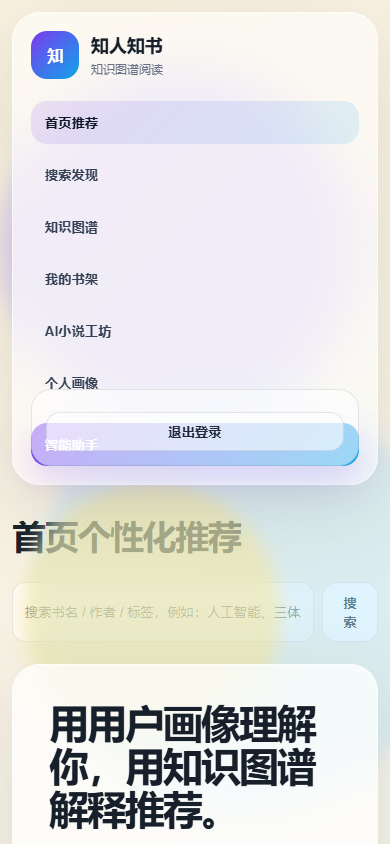 知
知人知书
知识图谱阅读
首页推荐
搜索发现
知识图谱
我的书架
AI小说工坊
个人画像
退出登录
智能助手
首页个性化推荐
搜索书名 / 作者 / 标签，例如：人工智能、三体
搜
索
用用户画像理解
你，用知识图谱
解释推荐。